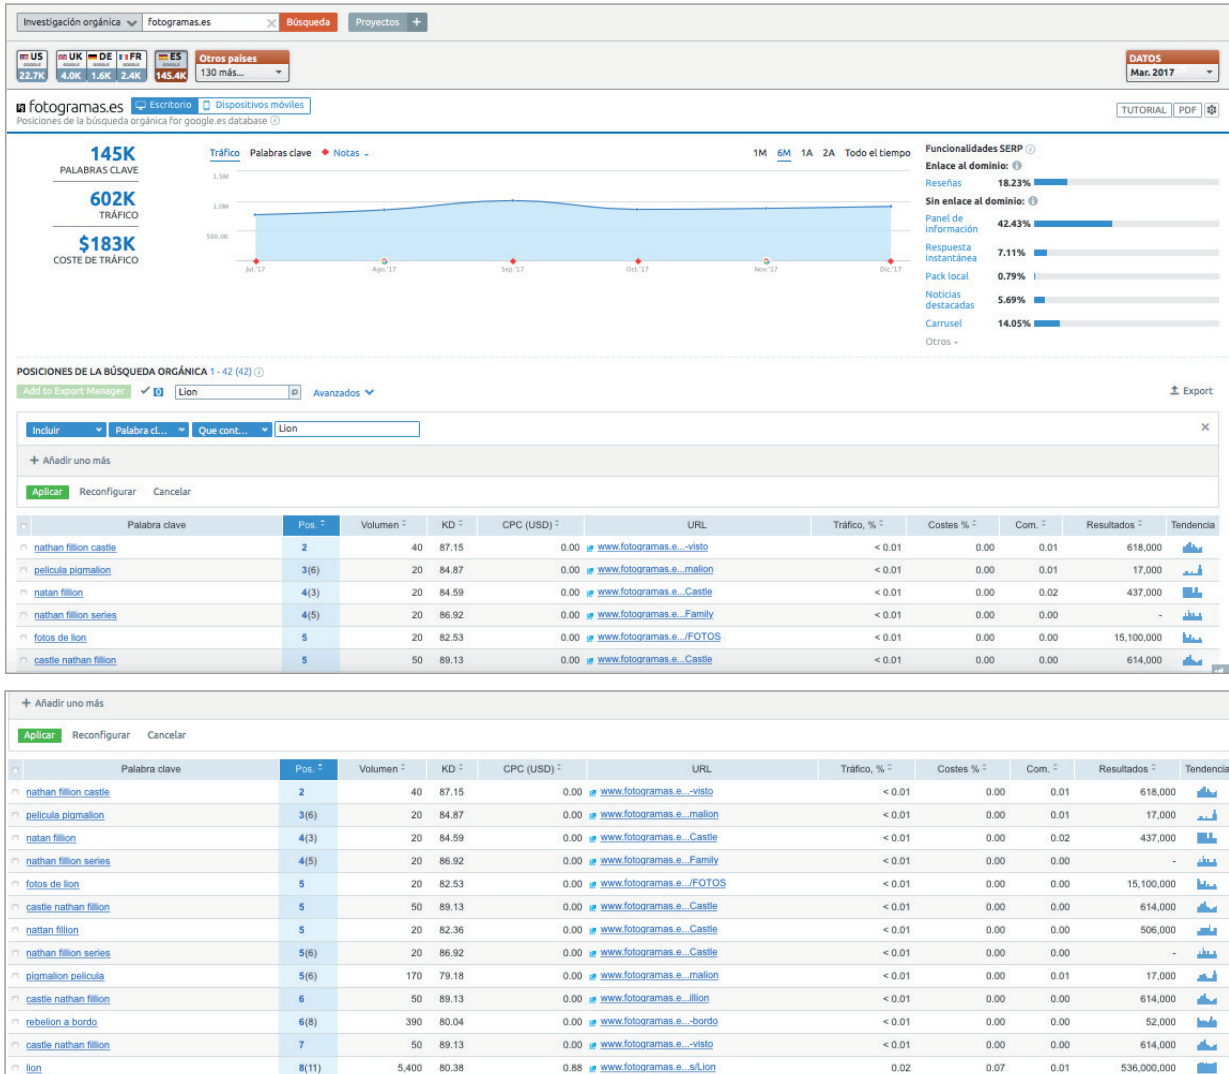 Investigación orgánica fotogramas.es Búsqueda Proyectos +
US UK DE FR ES Otros países DATOS
GOOGLE GOOGLE GOOGLE GOOGLE GOOGLE
22.7K 4.0K 1.6K 2.4K 145.4K 130 más... Mar. 2017
fotogramas.es Escritorio Dispositivos móviles TUTORIAL PDF
Posiciones de la búsqueda orgánica for google.es database
145K
PALABRAS CLAVE
602K
TRÁFICO
$183K
COSTE DE TRÁFICO
Tráfico Palabras clave Notas 1M 6M 1A 2A Todo el tiempo
1.5M
1.0M
500.0K
Jul.'17 Ago.'17 Sep.'17 Oct.'17 Nov.'17 Dic.'17
Funcionalidades SERP
Enlace al dominio:
Reseñas 18.23%
Sin enlace al dominio:
Panel de
información 42.43%
Respuesta
instantánea 7.11%
Pack local 0.79%
Noticias
destacadas 5.69%
Carrusel 14.05%
Otros
POSICIONES DE LA BÚSQUEDA ORGÁNICA 1 - 42 (42)
Add to Export Manager 0 Lion Avanzados Export
Incluir Palabra cl... Que cont... Lion ×
+ Añadir uno más
Aplicar Reconfigurar Cancelar
Palabra clave Pos. Volumen KD CPC (USD) URL Tráfico, % Costes % Com. Resultados Tendencia
nathan fillion castle 2 40 87.15 0.00 www.fotogramas.e...-visto < 0.01 0.00 0.01 618,000
pelicula pigmalion 3(6) 20 84.87 0.00 www.fotogramas.e...malion < 0.01 0.00 0.01 17,000
natan fillion 4(3) 20 84.59 0.00 www.fotogramas.e...Castle < 0.01 0.00 0.02 437,000
nathan fillion series 4(5) 20 86.92 0.00 www.fotogramas.e...Family < 0.01 0.00 0.00 -
fotos de lion 5 20 82.53 0.00 www.fotogramas.e.../FOTOS < 0.01 0.00 0.00 15,100,000
castle nathan fillion 5 50 89.13 0.00 www.fotogramas.e...Castle < 0.01 0.00 0.00 614,000
+ Añadir uno más
Aplicar Reconfigurar Cancelar
Palabra clave Pos. Volumen KD CPC (USD) URL Tráfico, % Costes % Com. Resultados Tendencia
nathan fillion castle 2 40 87.15 0.00 www.fotogramas.e...-visto < 0.01 0.00 0.01 618,000
pelicula pigmalion 3(6) 20 84.87 0.00 www.fotogramas.e...malion < 0.01 0.00 0.01 17,000
natan fillion 4(3) 20 84.59 0.00 www.fotogramas.e...Castle < 0.01 0.00 0.02 437,000
nathan fillion series 4(5) 20 86.92 0.00 www.fotogramas.e...Family < 0.01 0.00 0.00 -
fotos de lion 5 20 82.53 0.00 www.fotogramas.e.../FOTOS < 0.01 0.00 0.00 15,100,000
castle nathan fillion 5 50 89.13 0.00 www.fotogramas.e...Castle < 0.01 0.00 0.00 614,000
nattan fillion 5 20 82.36 0.00 www.fotogramas.e...Castle < 0.01 0.00 0.00 506,000
nathan fillion series 5(6) 20 86.92 0.00 www.fotogramas.e...Castle < 0.01 0.00 0.00 -
pigmalion pelicula 5(6) 170 79.18 0.00 www.fotogramas.e...malion < 0.01 0.00 0.01 17,000
castle nathan fillion 6 50 89.13 0.00 www.fotogramas.e...illion < 0.01 0.00 0.00 614,000
rebelion a bordo 6(8) 390 80.04 0.00 www.fotogramas.e...-bordo < 0.01 0.00 0.00 52,000
castle nathan fillion 7 50 89.13 0.00 www.fotogramas.e...-visto < 0.01 0.00 0.00 614,000
lion 8(11) 5,400 80.38 0.88 www.fotogramas.e...s/Lion 0.02 0.07 0.01 536,000,000